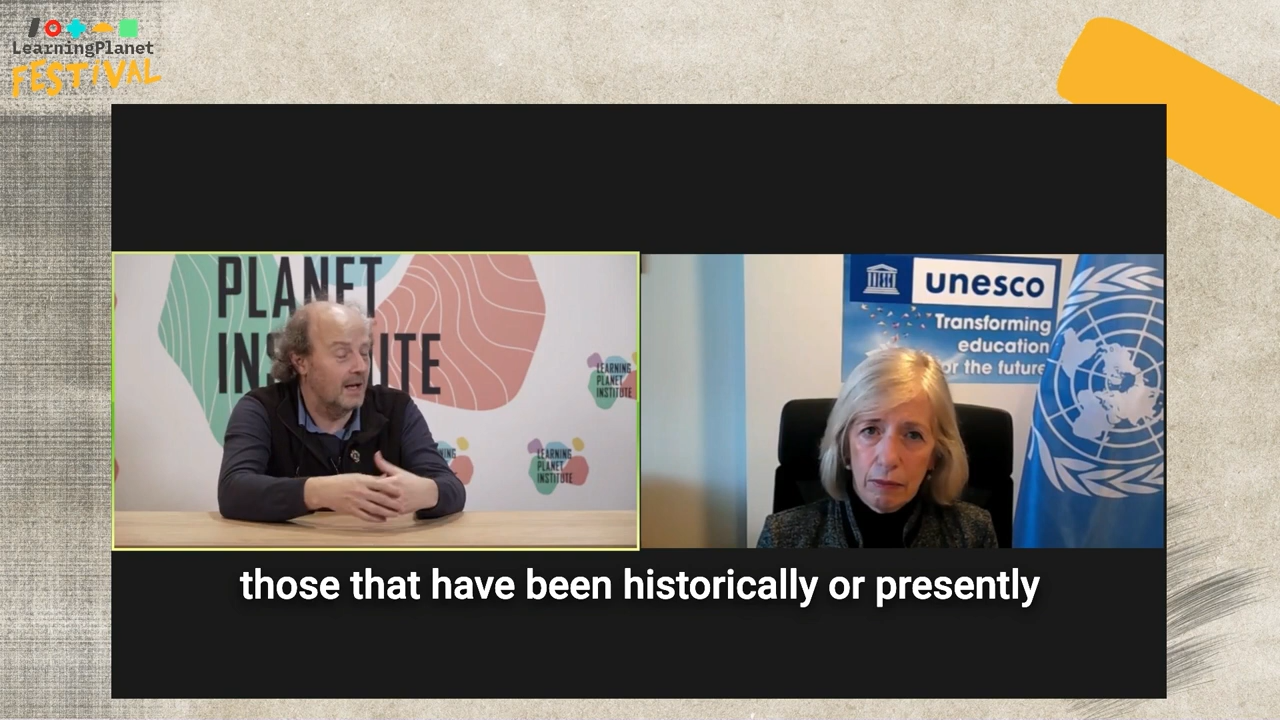 LearningPlanet
FESTIVAL
PLANET
INSTITUTE
LEARNING
PLANET
INSTITUTE
LEARNING
PLANET
INSTITUTE
unesco
Transforming
education
or the future
those that have been historically or presently